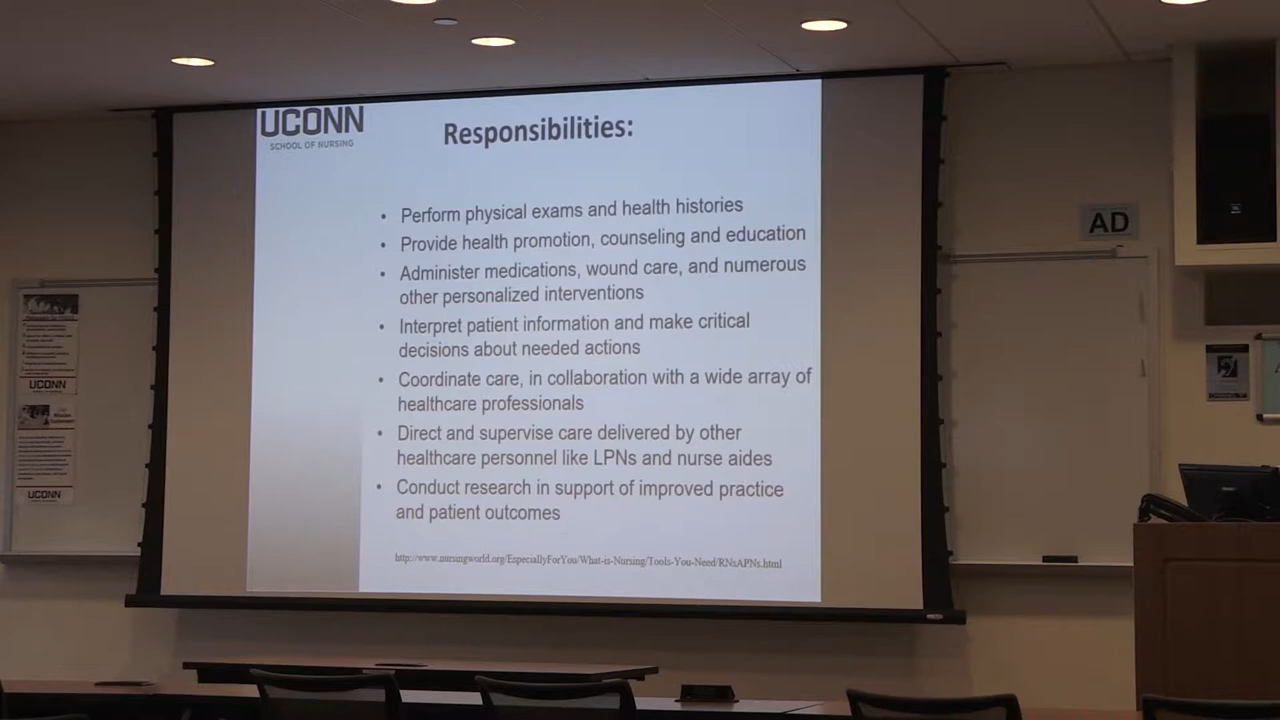 UCONN
SCHOOL OF NURSING
Responsibilities:
• Perform physical exams and health histories
• Provide health promotion, counseling and education
• Administer medications, wound care, and numerous
other personalized interventions
• Interpret patient information and make critical
decisions about needed actions
• Coordinate care, in collaboration with a wide array of
healthcare professionals
• Direct and supervise care delivered by other
healthcare personnel like LPNs and nurse aides
• Conduct research in support of improved practice
and patient outcomes
http://www.nursingworld.org/EspeciallyForYou/What-is-Nursing/Tools-You-Need/RNsAPNs.html
AD
UCONN
UCONN